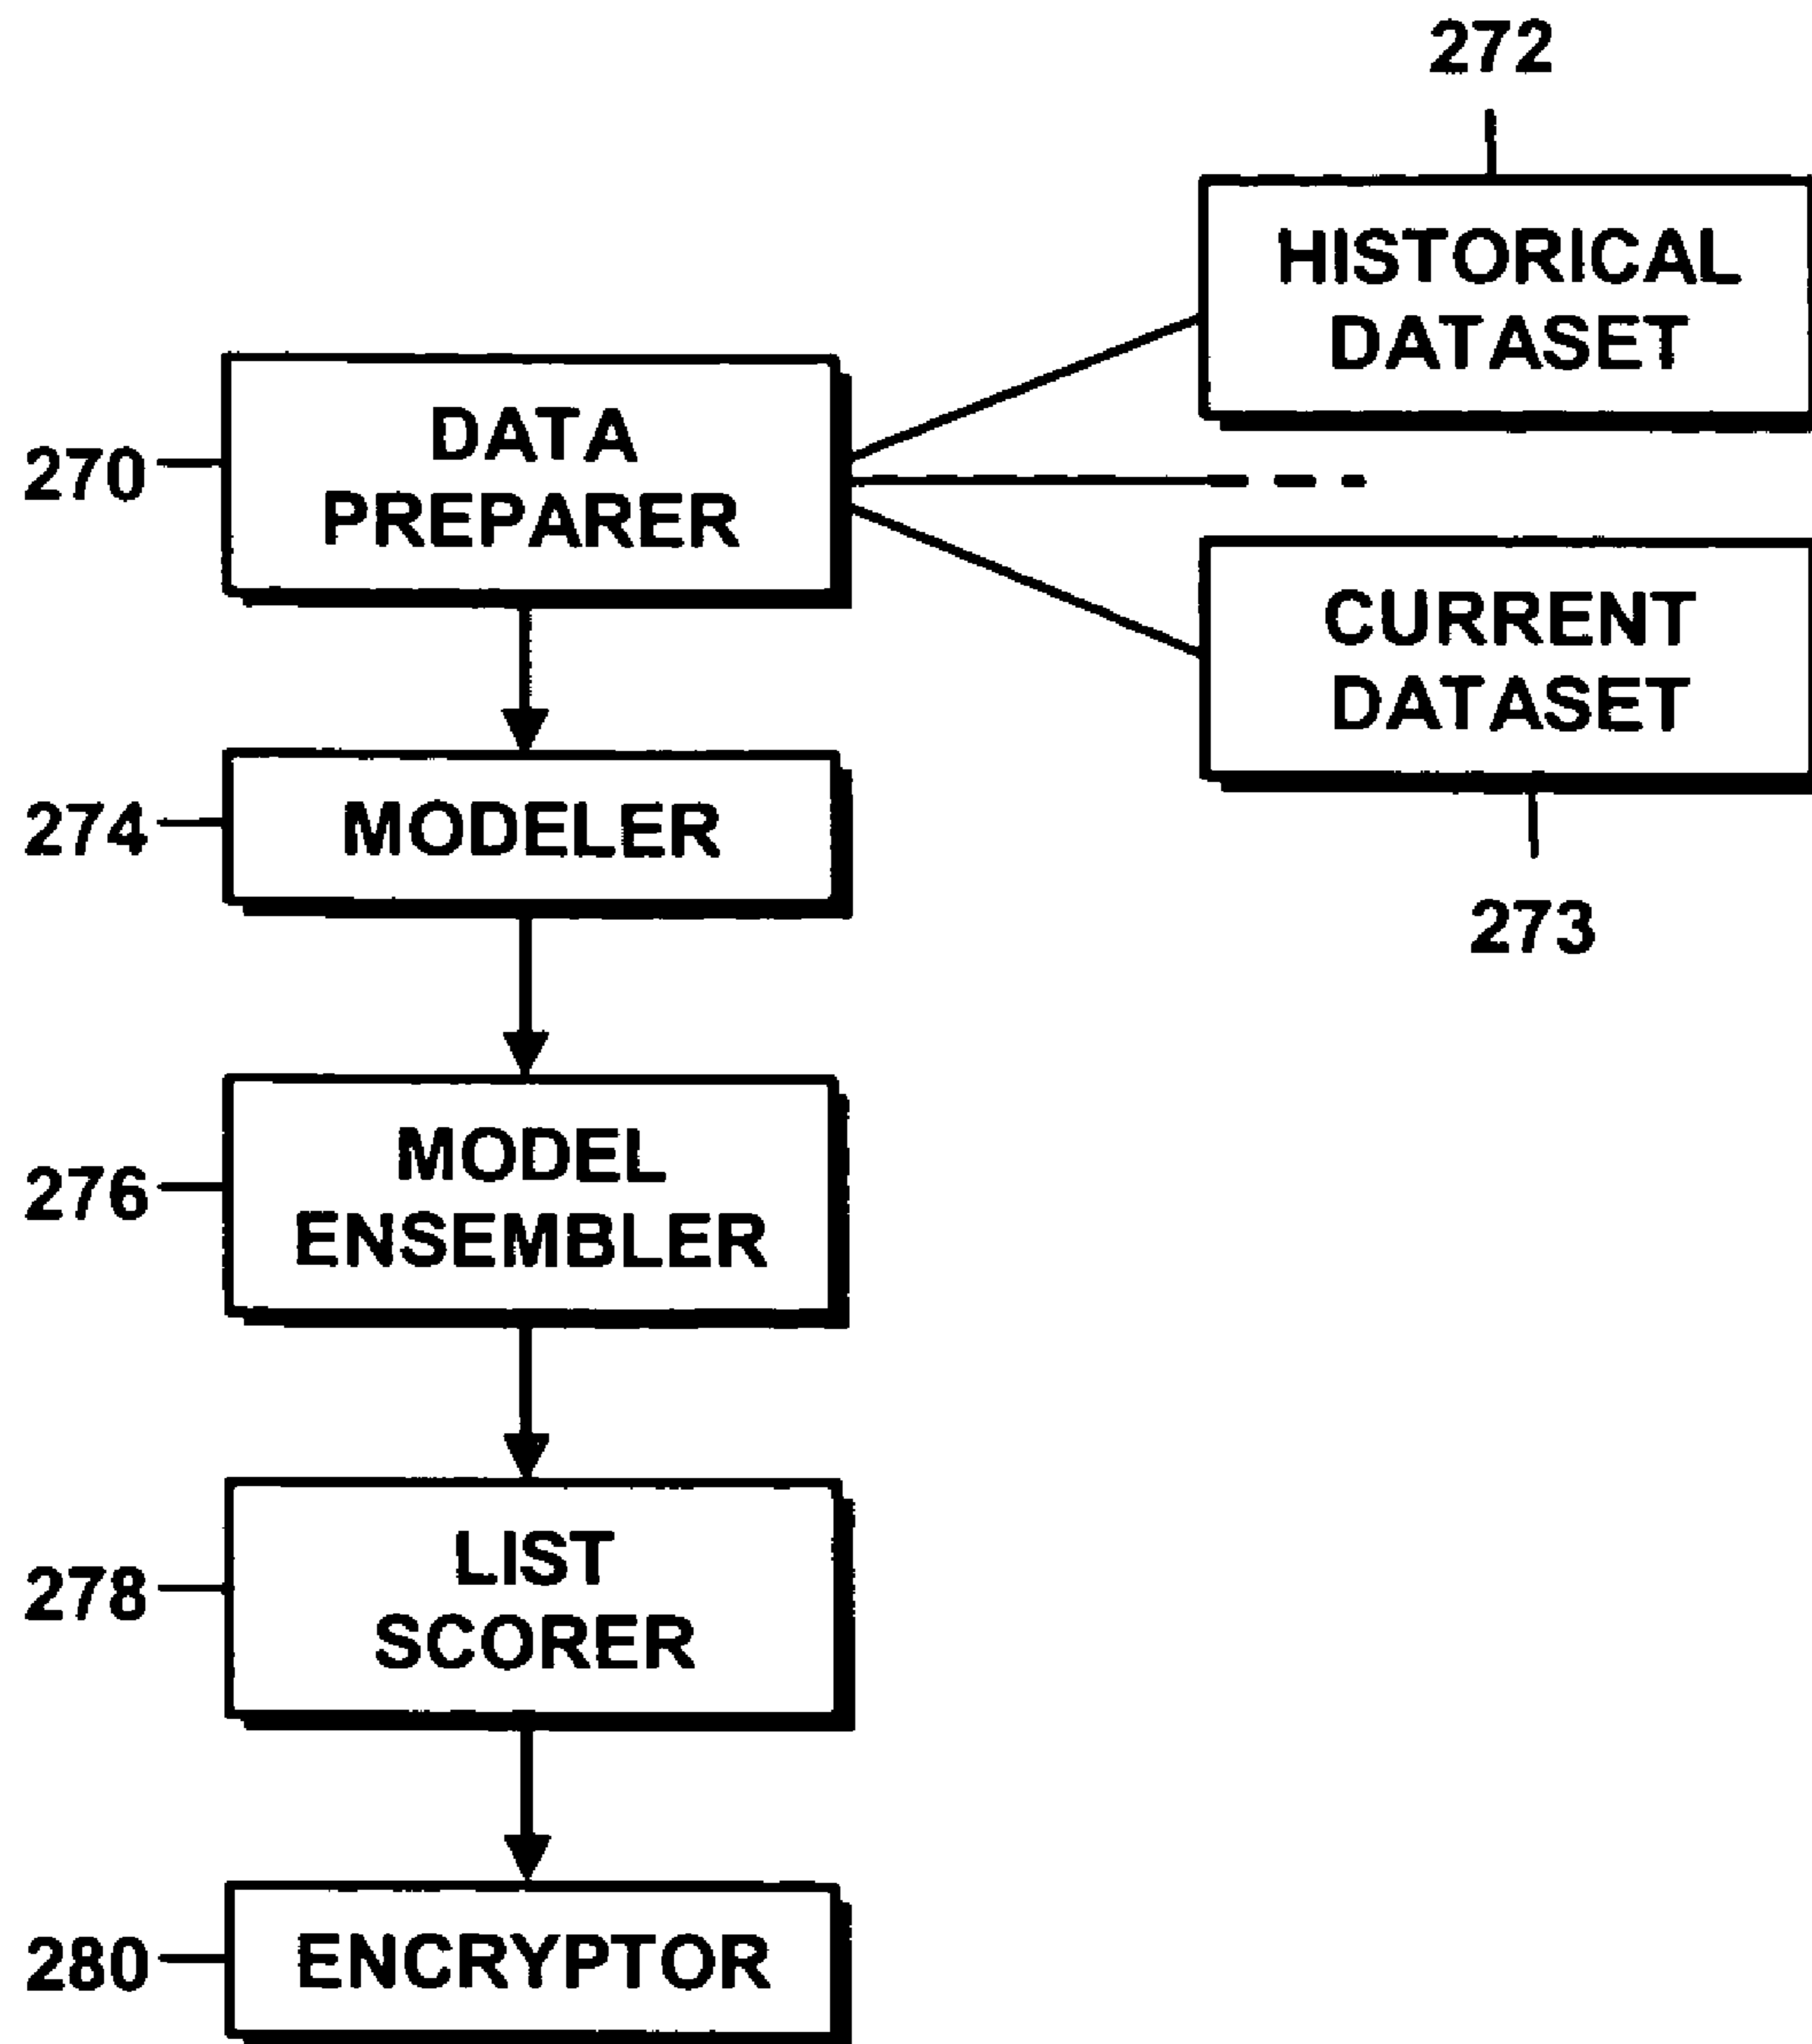 272
HISTORICAL
DATASET
270
DATA
PREPARER
CURRENT
DATASET
273
274
MODELER
276
MODEL
ENSEMBLER
278
LIST
SCORER
280
ENCRYPTOR